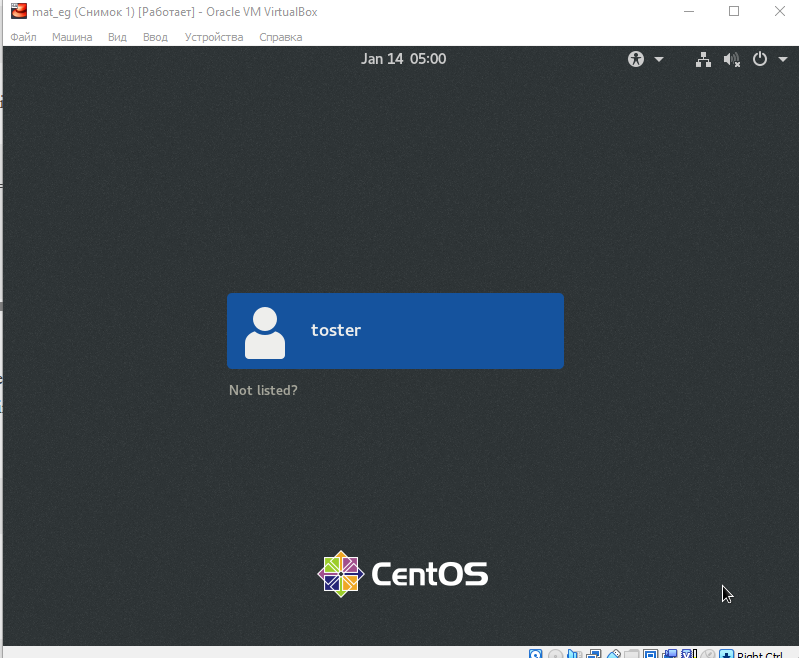 mat_eg (Снимок 1) [Работает] - Oracle VM VirtualBox
Файл Машина Вид Ввод Устройства Справка
Jan 14 05:00
toster
Not listed?
CentOS
Right Ctrl